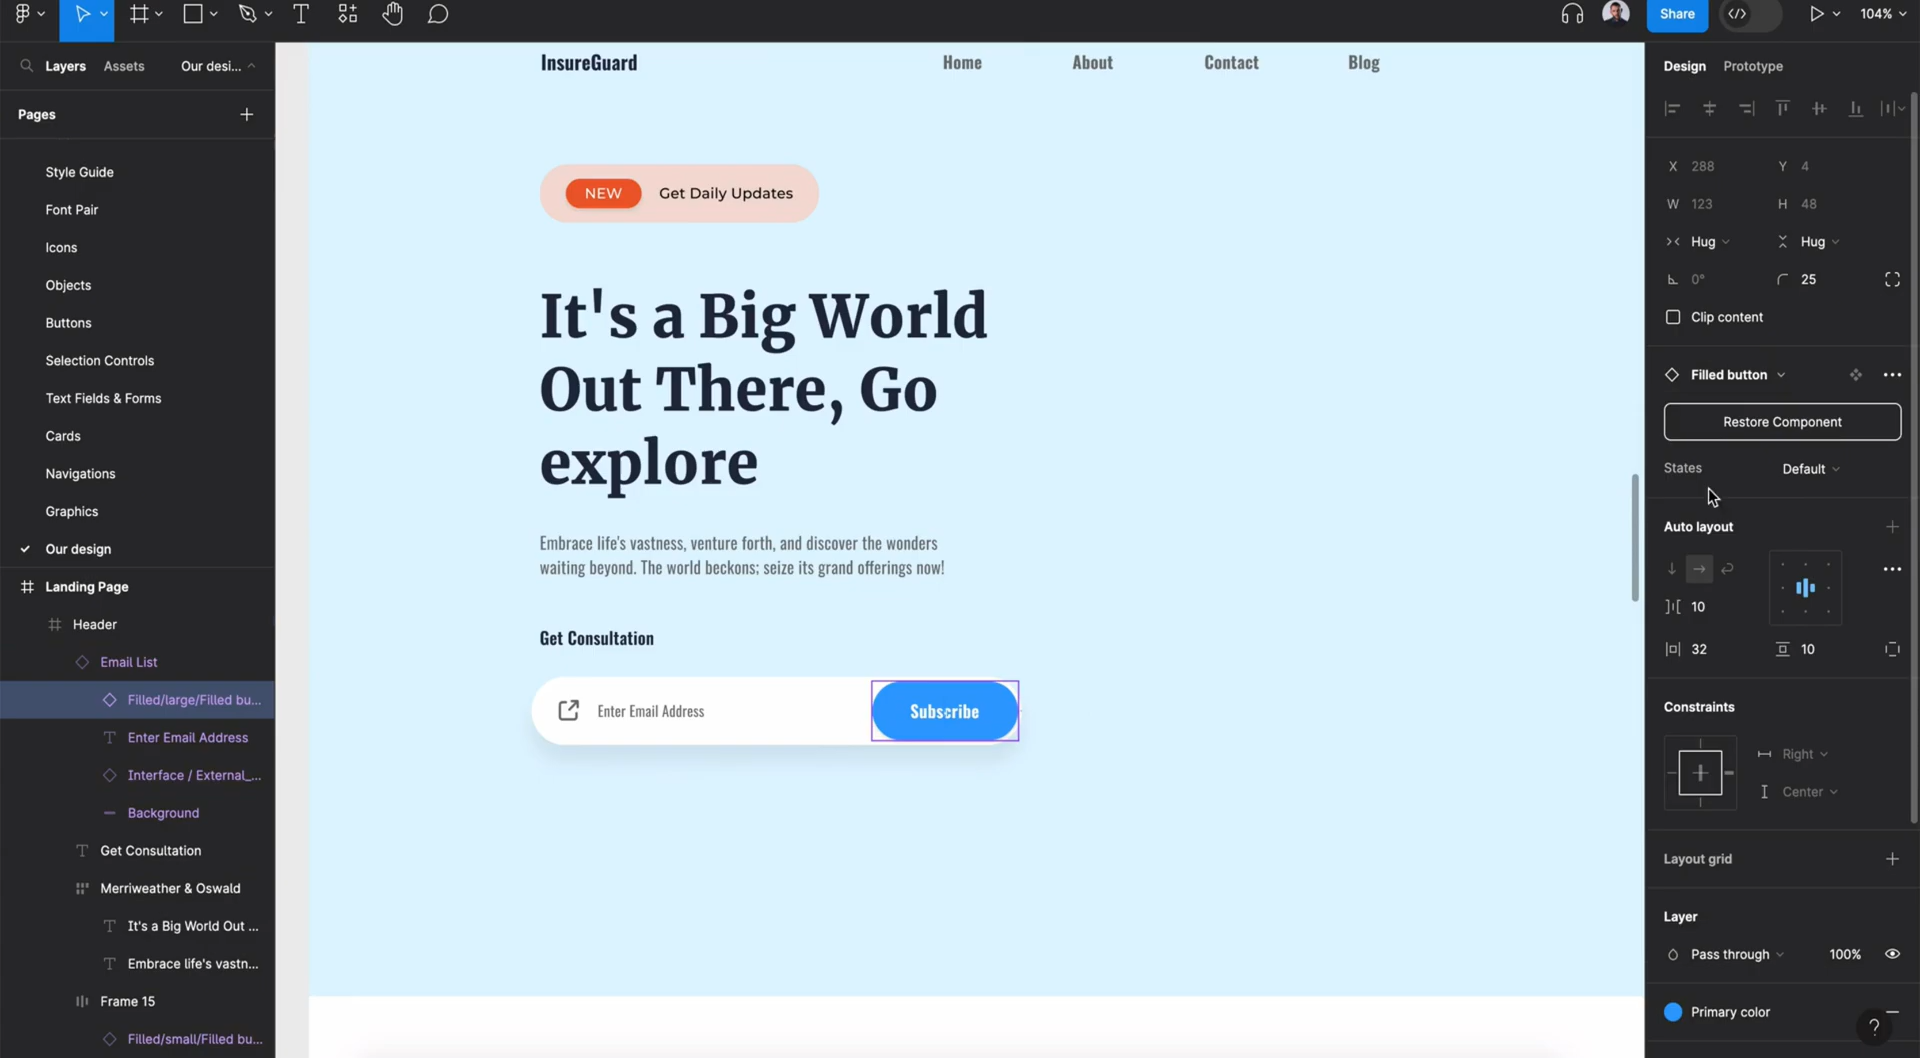 Share
104%
Layers
Assets
Our desi...
Pages
Style Guide
Font Pair
Icons
Objects
Buttons
Selection Controls
Text Fields & Forms
Cards
Navigations
Graphics
Our design
Landing Page
Header
Email List
Filled/large/Filled bu...
Enter Email Address
Interface / External_...
Background
Get Consultation
Merriweather & Oswald
It's a Big World Out ...
Embrace life's vastn...
Frame 15
Filled/small/Filled bu...
InsureGuard
Home
About
Contact
Blog
NEW
Get Daily Updates
It's a Big World
Out There, Go
explore
Embrace life's vastness, venture forth, and discover the wonders
waiting beyond. The world beckons; seize its grand offerings now!
Get Consultation
Enter Email Address
Subscribe
Design
Prototype
X 288
Y 4
W 123
H 48
Hug
Hug
0°
25
Clip content
Filled button
Restore Component
States
Default
Auto layout
10
32
10
Constraints
Right
Center
Layout grid
Layer
Pass through
100%
Primary color
?